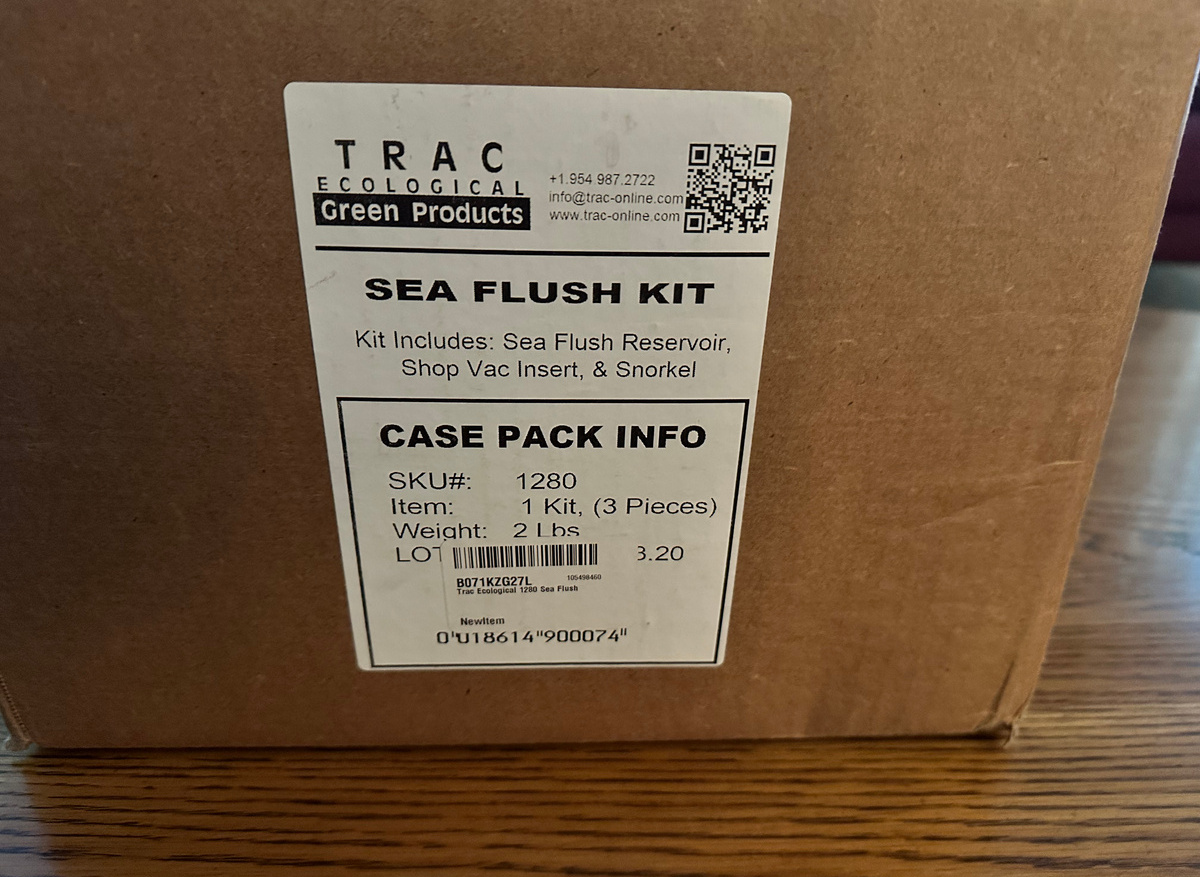 TRAC
ECOLOGICAL
Green Products
+1.954 987.2722
info@trac-online.com
www.trac-online.com
SEA FLUSH KIT
Kit Includes: Sea Flush Reservoir,
Shop Vac Insert, & Snorkel
CASE PACK INFO
SKU#: 1280
Item: 1 Kit, (3 Pieces)
Weight: 2 Lbs
LOT 3.20
B071KZG27L 105498460
Trac Ecological 1280 Sea Flush
NewItem
0"018614"900074"